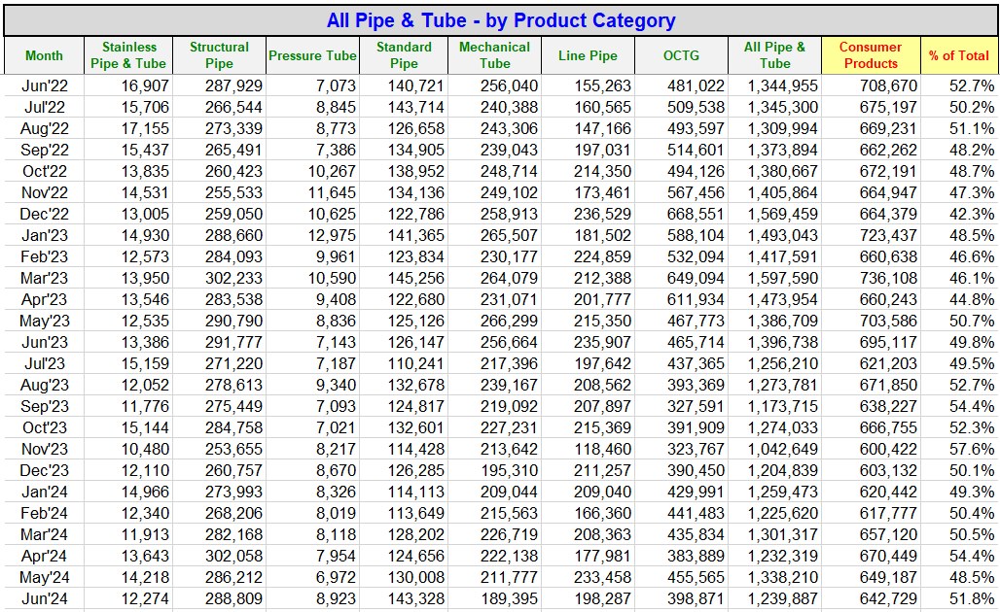 All Pipe & Tube - by Product Category
Month Stainless Pipe & Tube Structural Pipe Pressure Tube Standard Pipe Mechanical Tube Line Pipe OCTG All Pipe & Tube Consumer Products % of Total
Jun'22 16,907 287,929 7,073 140,721 256,040 155,263 481,022 1,344,955 708,670 52.7%
Jul'22 15,706 266,544 8,845 143,714 240,388 160,565 509,538 1,345,300 675,197 50.2%
Aug'22 17,155 273,339 8,773 126,658 243,306 147,166 493,597 1,309,994 669,231 51.1%
Sep'22 15,437 265,491 7,386 134,905 239,043 197,031 514,601 1,373,894 662,262 48.2%
Oct'22 13,835 260,423 10,267 138,952 248,714 214,350 494,126 1,380,667 672,191 48.7%
Nov'22 14,531 255,533 11,645 134,136 249,102 173,461 567,456 1,405,864 664,947 47.3%
Dec'22 13,005 259,050 10,625 122,786 258,913 236,529 668,551 1,569,459 664,379 42.3%
Jan'23 14,930 288,660 12,975 141,365 265,507 181,502 588,104 1,493,043 723,437 48.5%
Feb'23 12,573 284,093 9,961 123,834 230,177 224,859 532,094 1,417,591 660,638 46.6%
Mar'23 13,950 302,233 10,590 145,256 264,079 212,388 649,094 1,597,590 736,108 46.1%
Apr'23 13,546 283,538 9,408 122,680 231,071 201,777 611,934 1,473,954 660,243 44.8%
May'23 12,535 290,790 8,836 125,126 266,299 215,350 467,773 1,386,709 703,586 50.7%
Jun'23 13,386 291,777 7,143 126,147 256,664 235,907 465,714 1,396,738 695,117 49.8%
Jul'23 15,159 271,220 7,187 110,241 217,396 197,642 437,365 1,256,210 621,203 49.5%
Aug'23 12,052 278,613 9,340 132,678 239,167 208,562 393,369 1,273,781 671,850 52.7%
Sep'23 11,776 275,449 7,093 124,817 219,092 207,897 327,591 1,173,715 638,227 54.4%
Oct'23 15,144 284,758 7,021 132,601 227,231 215,369 391,909 1,274,033 666,755 52.3%
Nov'23 10,480 253,655 8,217 114,428 213,642 118,460 323,767 1,042,649 600,422 57.6%
Dec'23 12,110 260,757 8,670 126,285 195,310 211,257 390,450 1,204,839 603,132 50.1%
Jan'24 14,966 273,993 8,326 114,113 209,044 209,040 429,991 1,259,473 620,442 49.3%
Feb'24 12,340 268,206 8,019 113,649 215,563 166,360 441,483 1,225,620 617,777 50.4%
Mar'24 11,913 282,168 8,118 128,202 226,719 208,363 435,834 1,301,317 657,120 50.5%
Apr'24 13,643 302,058 7,954 124,656 222,138 177,981 383,889 1,232,319 670,449 54.4%
May'24 14,218 286,212 6,972 130,008 211,777 233,458 455,565 1,338,210 649,187 48.5%
Jun'24 12,274 288,809 8,923 143,328 189,395 198,287 398,871 1,239,887 642,729 51.8%